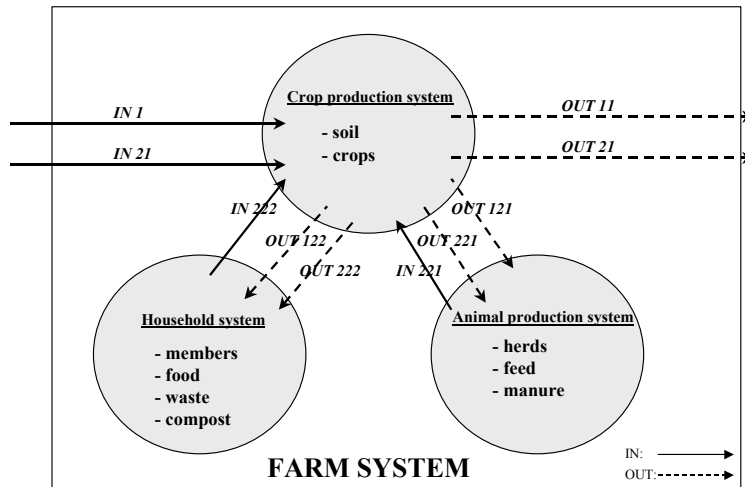 IN 1
OUT 11
IN 21
OUT 21
Crop production system
- soil
- crops
IN 222
OUT 122
OUT 222
OUT 121
OUT 221
IN 221
Household system
- members
- food
- waste
- compost
Animal production system
- herds
- feed
- manure
FARM SYSTEM
IN:
OUT: